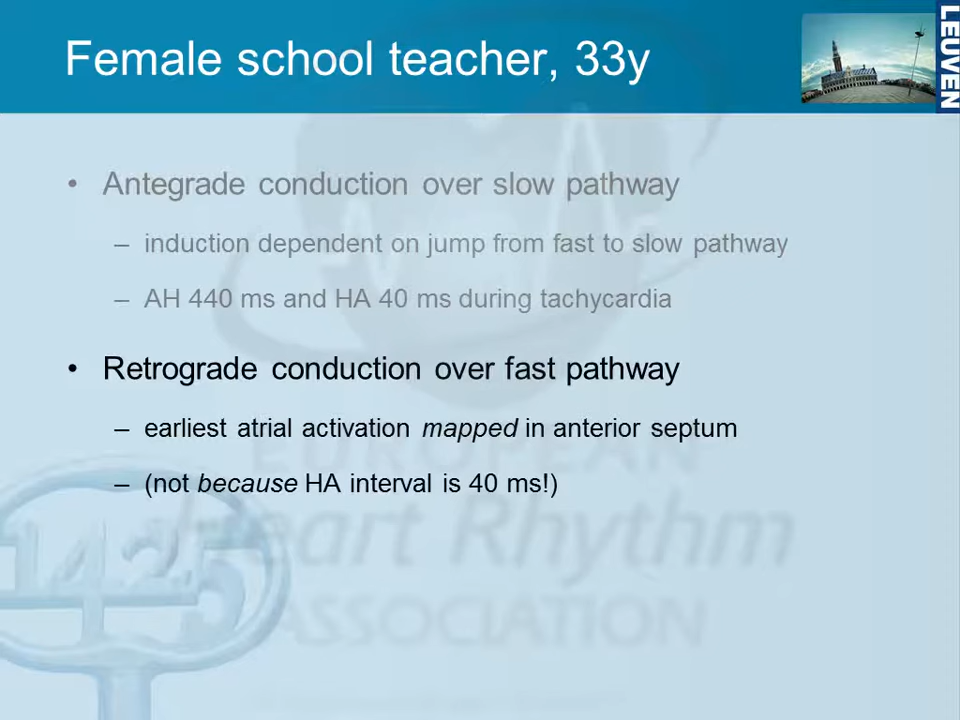 Female school teacher, 33y
LEUVEN
• Antegrade conduction over slow pathway
– induction dependent on jump from fast to slow pathway
– AH 440 ms and HA 40 ms during tachycardia
• Retrograde conduction over fast pathway
– earliest atrial activation mapped in anterior septum
– (not because HA interval is 40 ms!)
EUROPEAN
Heart Rhythm
ASSOCIATION
1425